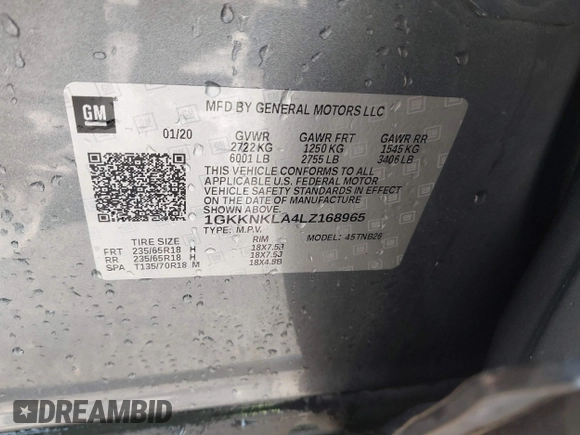 GM
MFD BY GENERAL MOTORS LLC
01/20 GVWR GAWR FRT GAWR RR
2722 KG 1250 KG 1545 KG
6001 LB 2755 LB 3406 LB
THIS VEHICLE CONFORMS TO ALL
APPLICABLE U.S. FEDERAL MOTOR
VEHICLE SAFETY STANDARDS IN EFFECT
ON THE DATE OF MANUFACTURE
SHOWN ABOVE.
1GKKNKLA4LZ168965
TYPE: M.P.V. MODEL: 4STNB26
TIRE SIZE RIM
FRT 235/65R18 H 18X7.5J
RR 235/65R18 H 18X7.5J
SPA T135/70R18 M 18X4.5B
DREAMBID